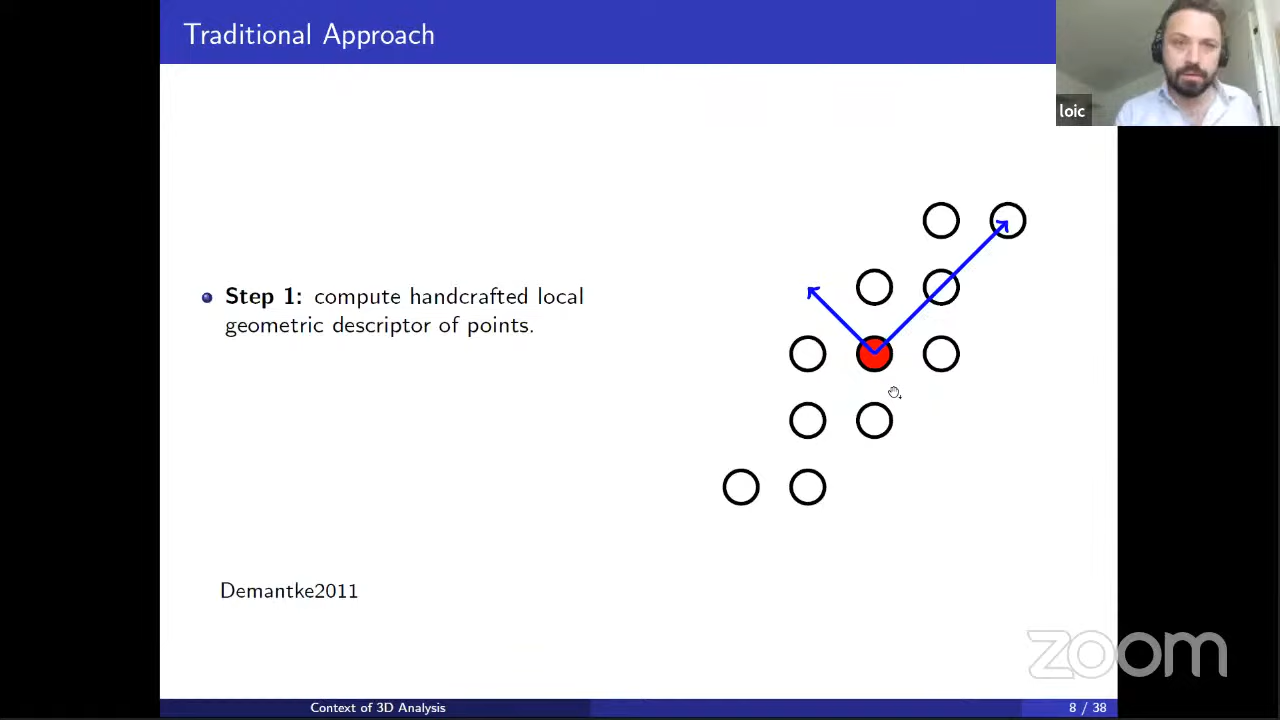 Traditional Approach
loic
Step 1: compute handcrafted local
geometric descriptor of points.
Demantke2011
zoom
Context of 3D Analysis
8 / 38